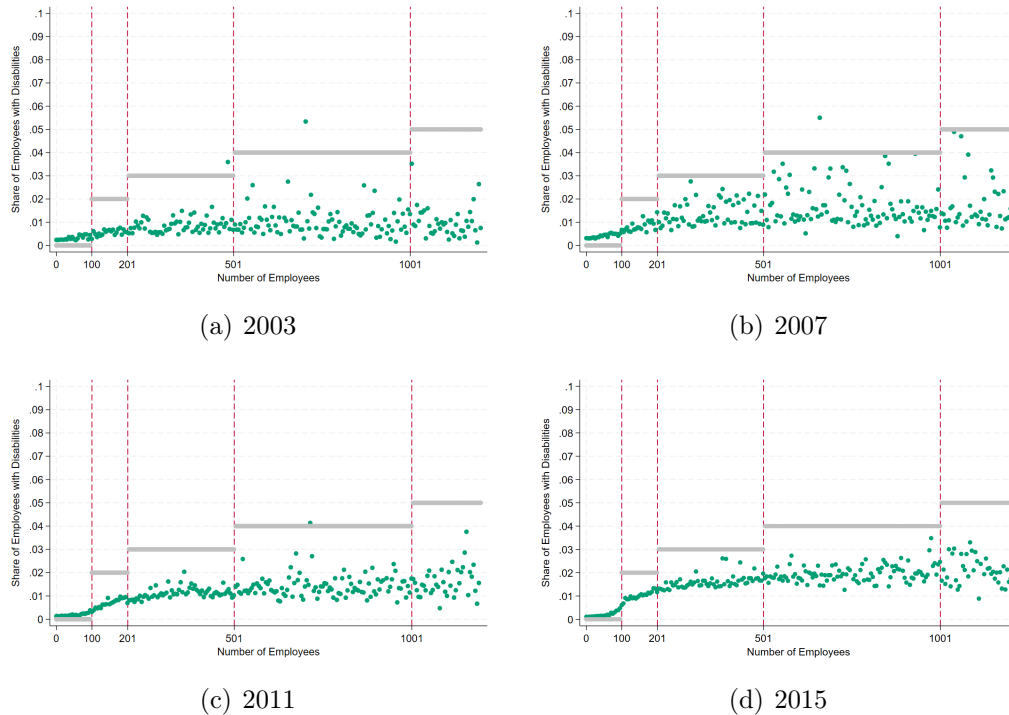 .1
.09
.08
.07
.06
.05
.04
.03
.02
.01
0
Share of Employees with Disabilities
0 100 201 501 1001
Number of Employees
(a) 2003
.1
.09
.08
.07
.06
.05
.04
.03
.02
.01
0
Share of Employees with Disabilities
0 100 201 501 1001
Number of Employees
(b) 2007
.1
.09
.08
.07
.06
.05
.04
.03
.02
.01
0
Share of Employees with Disabilities
0 100 201 501 1001
Number of Employees
(c) 2011
.1
.09
.08
.07
.06
.05
.04
.03
.02
.01
0
Share of Employees with Disabilities
0 100 201 501 1001
Number of Employees
(d) 2015